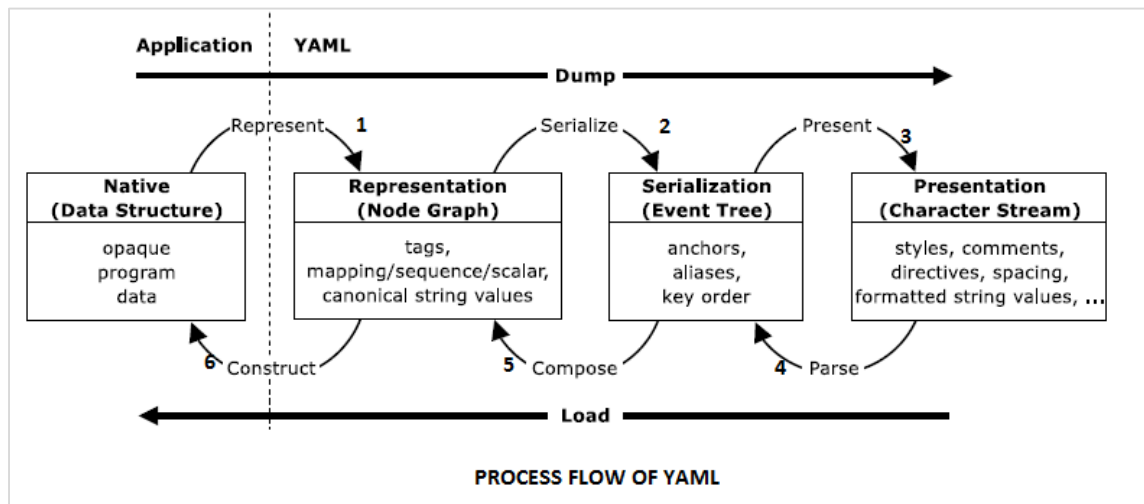 Application YAML
Dump
Represent 1 Serialize 2 Present 3
Native Representation Serialization Presentation
(Data Structure) (Node Graph) (Event Tree) (Character Stream)
opaque tags, anchors, styles, comments,
program mapping/sequence/scalar, aliases, directives, spacing,
data canonical string values key order formatted string values, ...
6 Construct 5 Compose 4 Parse
Load
PROCESS FLOW OF YAML